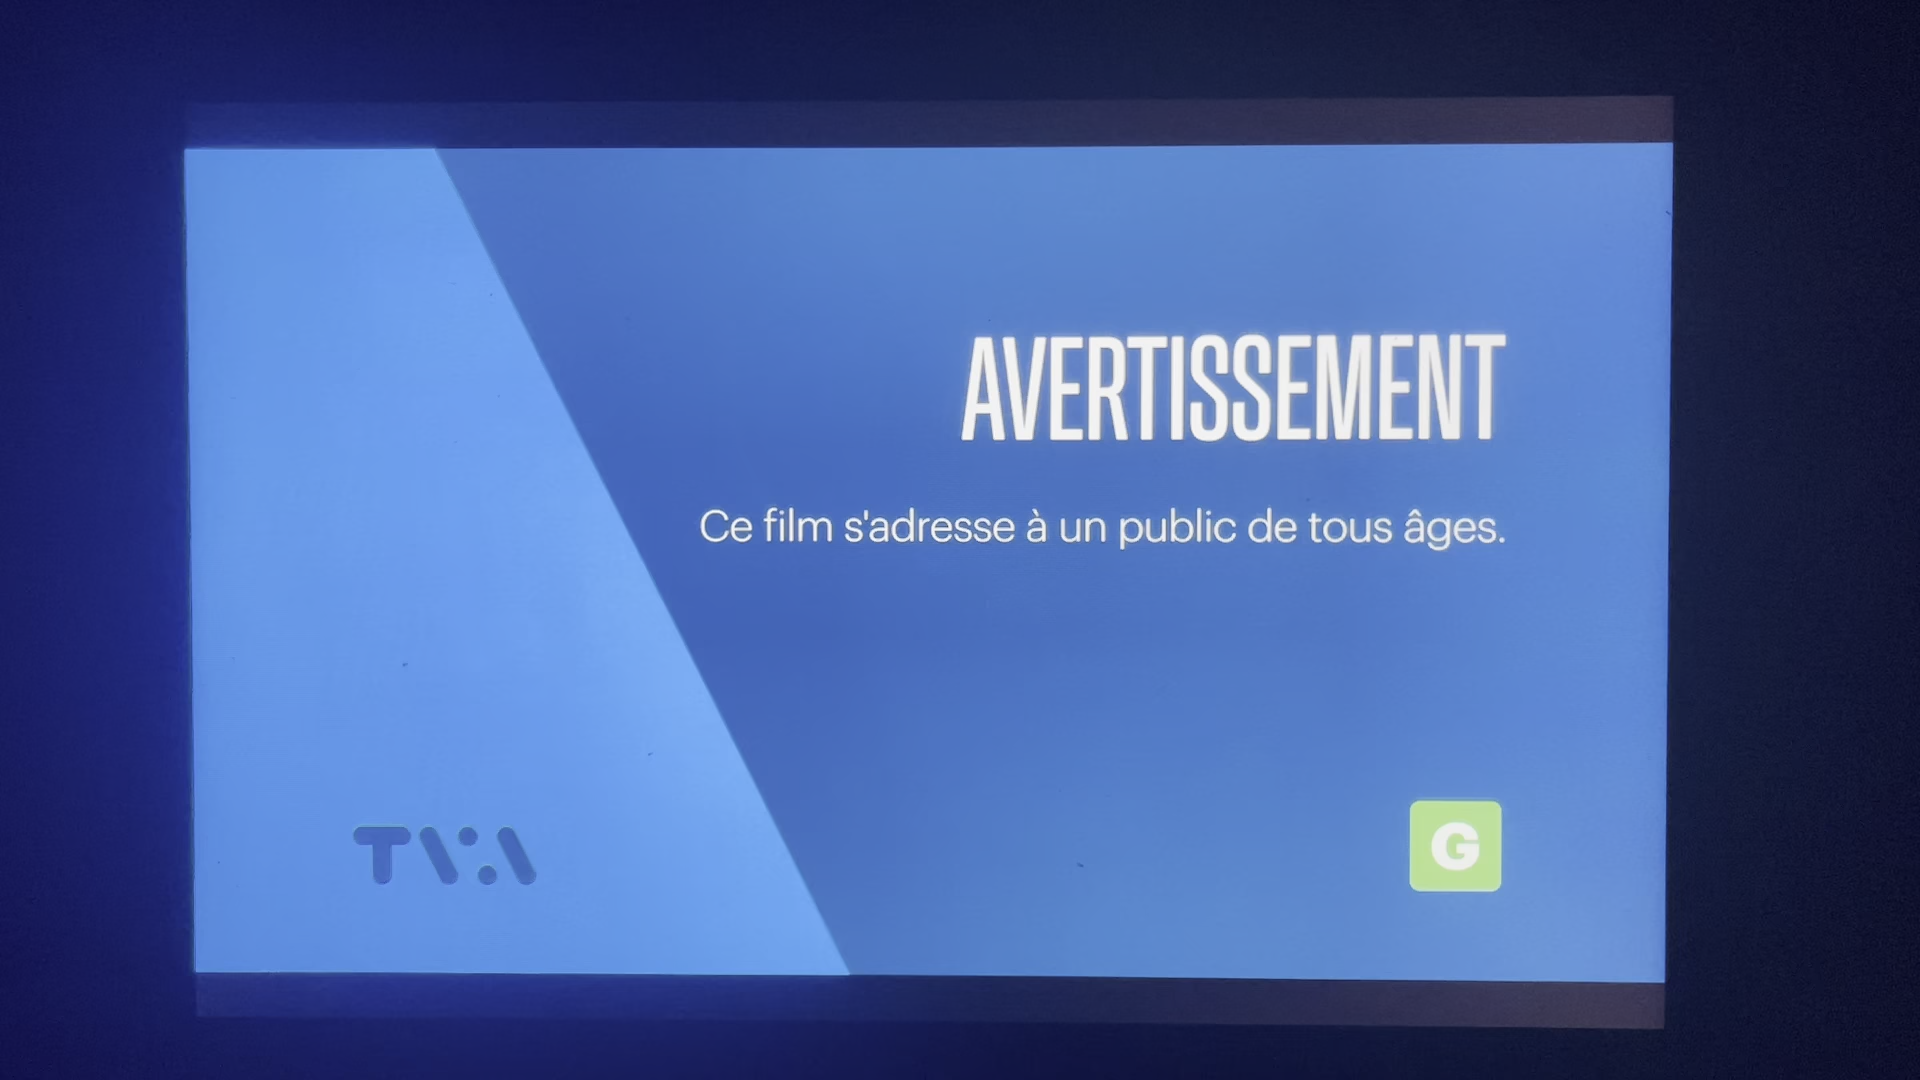 AVERTISSEMENT
Ce film s'adresse à un public de tous âges.
TVA
G